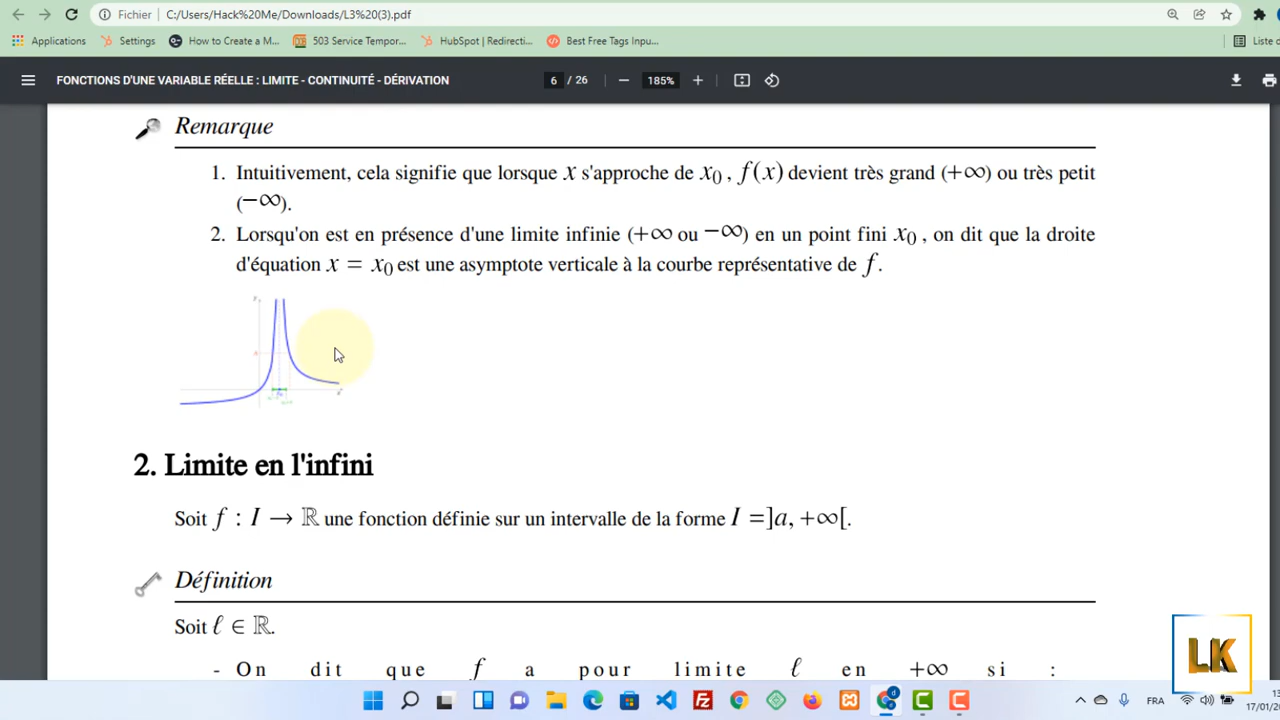 Fichier | C:/Users/Hack%20Me/Downloads/L3%20(3).pdf
Applications Settings How to Create a M... 503 Service Tempor... HubSpot | Redirecti... Best Free Tags Inpu... Liste d
FONCTIONS D'UNE VARIABLE RÉELLE : LIMITE - CONTINUITÉ - DÉRIVATION 6 / 26 − 185% +
Remarque
1. Intuitivement, cela signifie que lorsque x s'approche de x₀ , f(x) devient très grand (+∞) ou très petit
(−∞).
2. Lorsqu'on est en présence d'une limite infinie (+∞ ou −∞) en un point fini x₀ , on dit que la droite
d'équation x = x₀ est une asymptote verticale à la courbe représentative de f.
2. Limite en l'infini
Soit f : I → ℝ une fonction définie sur un intervalle de la forme I =]a, +∞[.
Définition
Soit ℓ ∈ ℝ.
- On dit que f a pour limite ℓ en +∞ si :
LK
FRA
17/01/20